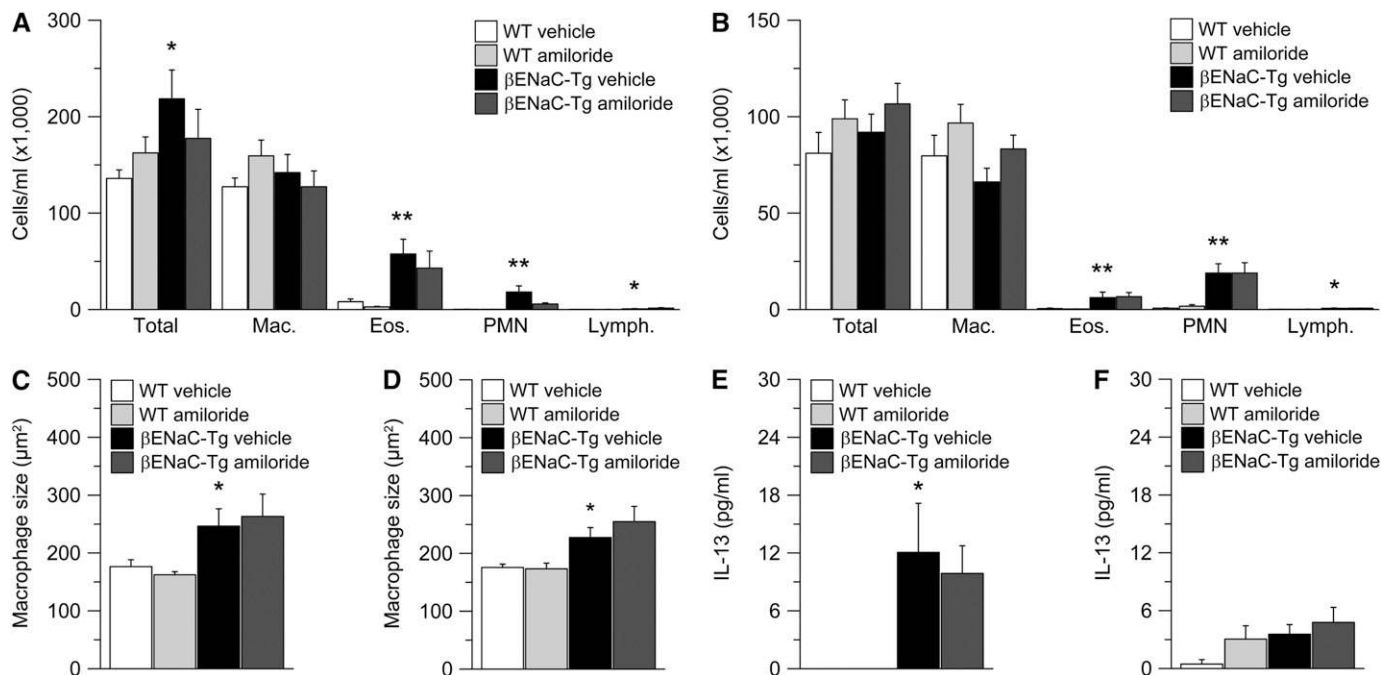 A
Cells/ml (x1,000)
300
200
100
0
WT vehicle
WT amiloride
βENaC-Tg vehicle
βENaC-Tg amiloride
*
**
**
*
Total Mac. Eos. PMN Lymph.
B
Cells/ml (x1,000)
150
100
50
0
WT vehicle
WT amiloride
βENaC-Tg vehicle
βENaC-Tg amiloride
**
**
*
Total Mac. Eos. PMN Lymph.
C
Macrophage size (µm²)
500
400
300
200
100
0
WT vehicle
WT amiloride
βENaC-Tg vehicle
βENaC-Tg amiloride
*
D
Macrophage size (µm²)
500
400
300
200
100
0
WT vehicle
WT amiloride
βENaC-Tg vehicle
βENaC-Tg amiloride
*
E
IL-13 (pg/ml)
30
24
18
12
6
0
WT vehicle
WT amiloride
βENaC-Tg vehicle
βENaC-Tg amiloride
*
F
IL-13 (pg/ml)
30
24
18
12
6
0
WT vehicle
WT amiloride
βENaC-Tg vehicle
βENaC-Tg amiloride